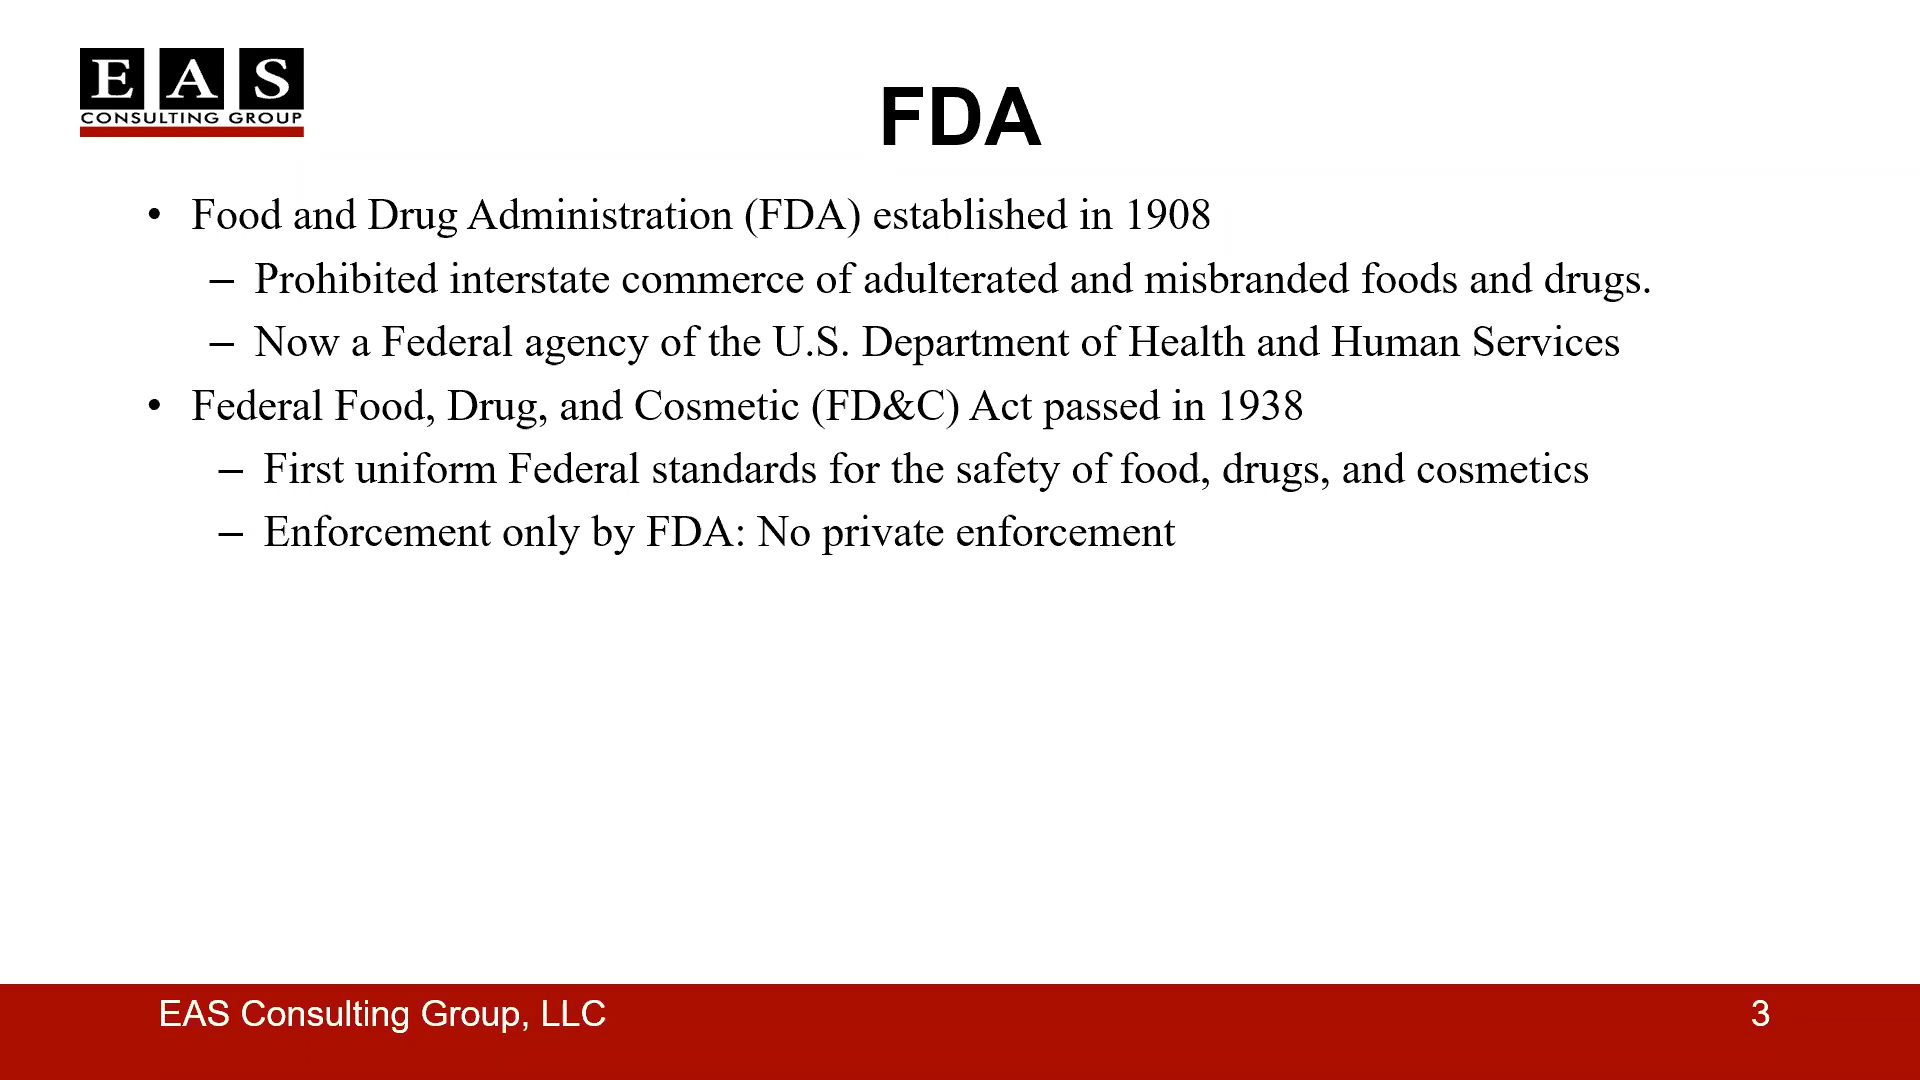 E A S
CONSULTING GROUP
FDA
• Food and Drug Administration (FDA) established in 1908
– Prohibited interstate commerce of adulterated and misbranded foods and drugs.
– Now a Federal agency of the U.S. Department of Health and Human Services
• Federal Food, Drug, and Cosmetic (FD&C) Act passed in 1938
– First uniform Federal standards for the safety of food, drugs, and cosmetics
– Enforcement only by FDA: No private enforcement
EAS Consulting Group, LLC
3